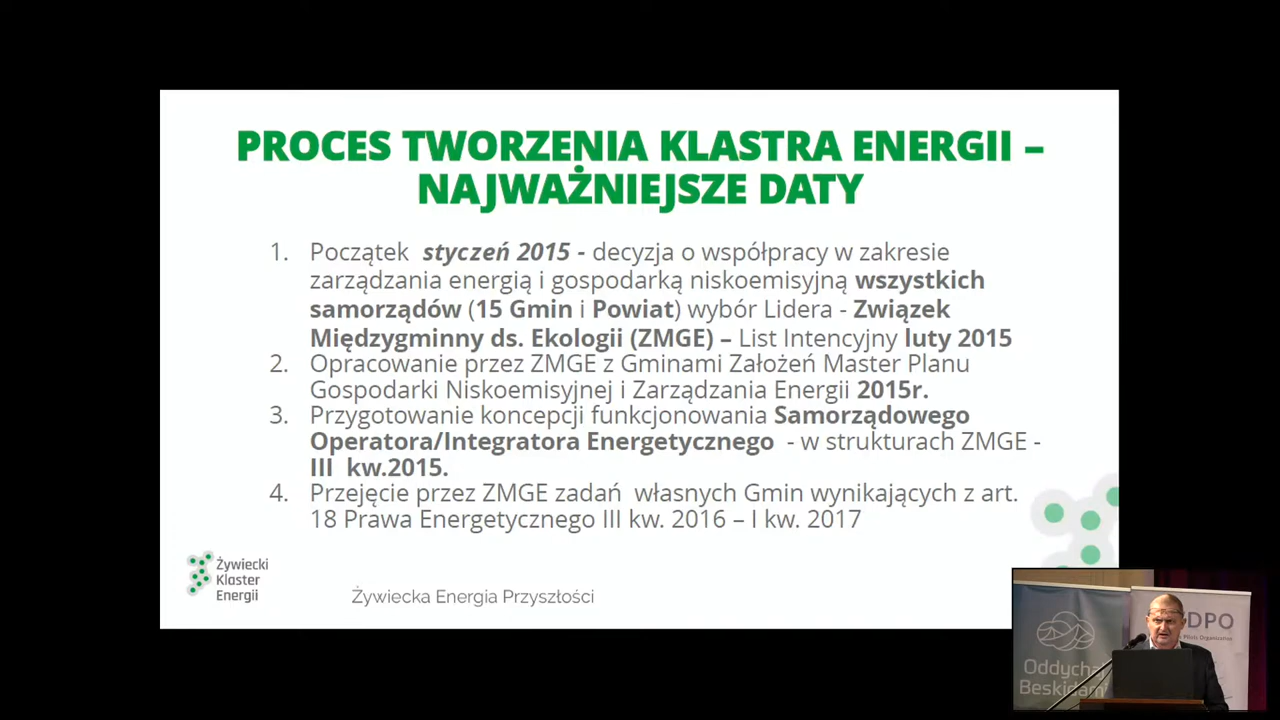 PROCES TWORZENIA KLASTRA ENERGII –
NAJWAŻNIEJSZE DATY
1. Początek styczeń 2015 - decyzja o współpracy w zakresie
zarządzania energią i gospodarką niskoemisyjną wszystkich
samorządów (15 Gmin i Powiat) wybór Lidera - Związek
Międzygminny ds. Ekologii (ZMGE) – List Intencyjny luty 2015
2. Opracowanie przez ZMGE z Gminami Założeń Master Planu
Gospodarki Niskoemisyjnej i Zarządzania Energii 2015r.
3. Przygotowanie koncepcji funkcjonowania Samorządowego
Operatora/Integratora Energetycznego - w strukturach ZMGE -
III kw.2015.
4. Przejęcie przez ZMGE zadań własnych Gmin wynikających z art.
18 Prawa Energetycznego III kw. 2016 – I kw. 2017
Żywiecki
Klaster
Energii
Żywiecka Energia Przyszłości
DPO
Pilots Organization
Oddychaj
Beskidami